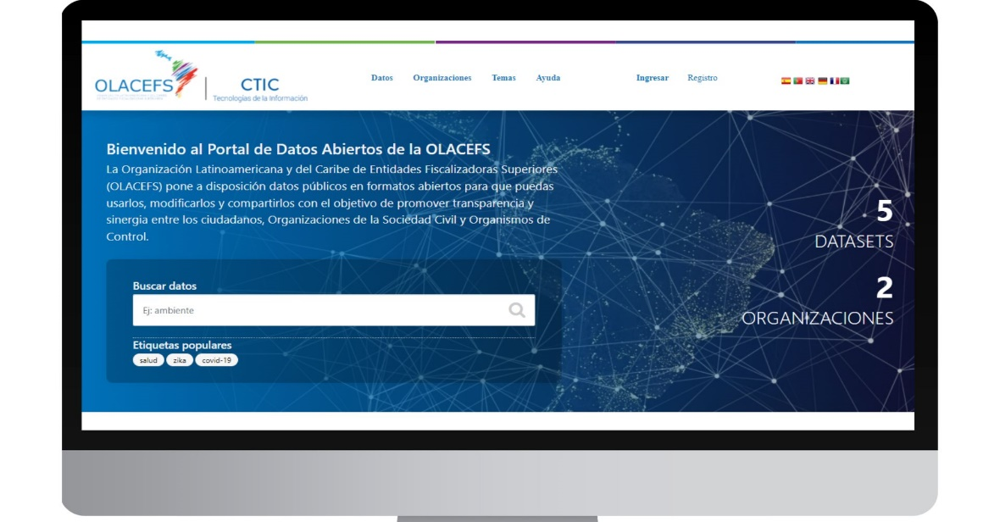 OLACEFS
CTIC
Tecnologías de la Información
Datos Organizaciones Temas Ayuda Ingresar Registro
Bienvenido al Portal de Datos Abiertos de la OLACEFS
La Organización Latinoamericana y del Caribe de Entidades Fiscalizadoras Superiores
(OLACEFS) pone a disposición datos públicos en formatos abiertos para que puedas
usarlos, modificarlos y compartirlos con el objetivo de promover transparencia y
sinergia entre los ciudadanos, Organizaciones de la Sociedad Civil y Organismos de
Control.
5
DATASETS
2
ORGANIZACIONES
Buscar datos
Ej: ambiente
Etiquetas populares
salud zika covid-19